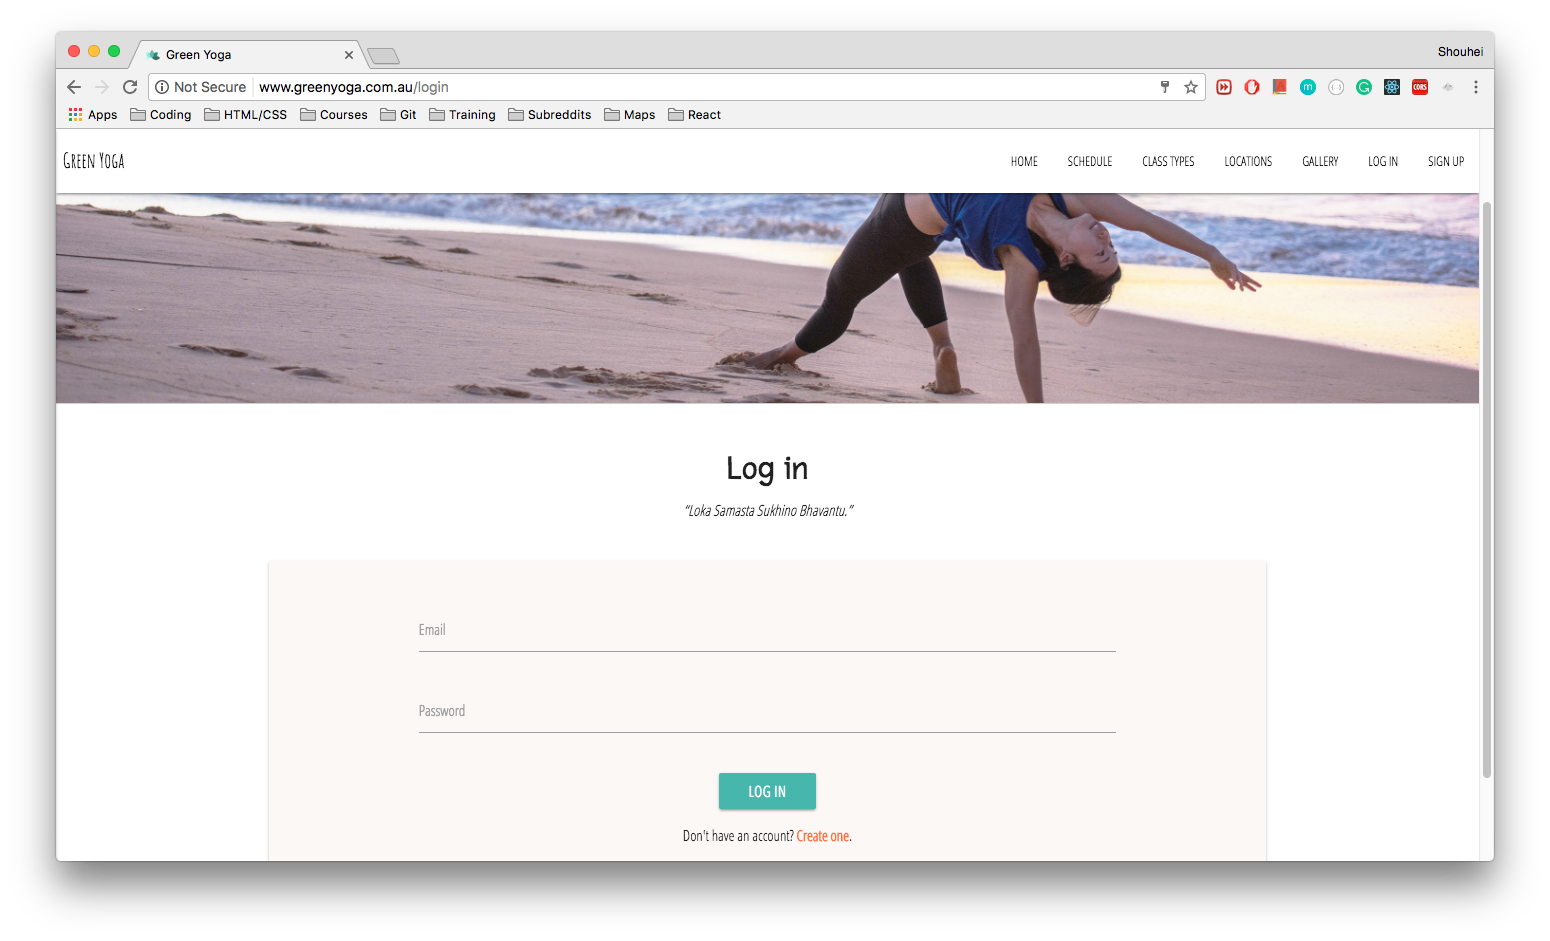 Green Yoga
Shouhei
Not Secure www.greenyoga.com.au/login
m
CORS
Apps Coding HTML/CSS Courses Git Training Subreddits Maps React
Green Yoga
HOME SCHEDULE CLASS TYPES LOCATIONS GALLERY LOG IN SIGN UP
Log in
“Loka Samasta Sukhino Bhavantu.”
Email
Password
LOG IN
Don't have an account? Create one.